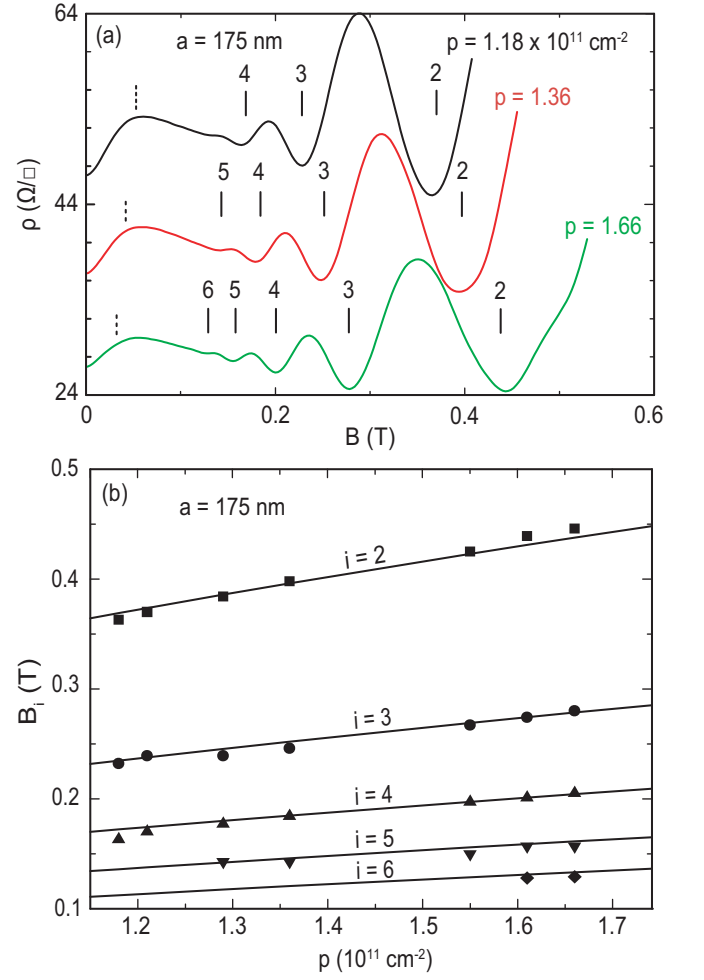 64
(a)
a = 175 nm
p = 1.18 x 10¹¹ cm⁻²
4 3 2
p = 1.36
5 4 3 2
44
ρ (Ω/□)
p = 1.66
6 5 4 3 2
24
0 0.2 0.4 0.6
B (T)
0.5
(b)
a = 175 nm
i = 2
0.4
Bᵢ (T)
0.3
i = 3
0.2
i = 4
i = 5
i = 6
0.1
1.2 1.3 1.4 1.5 1.6 1.7
p (10¹¹ cm⁻²)